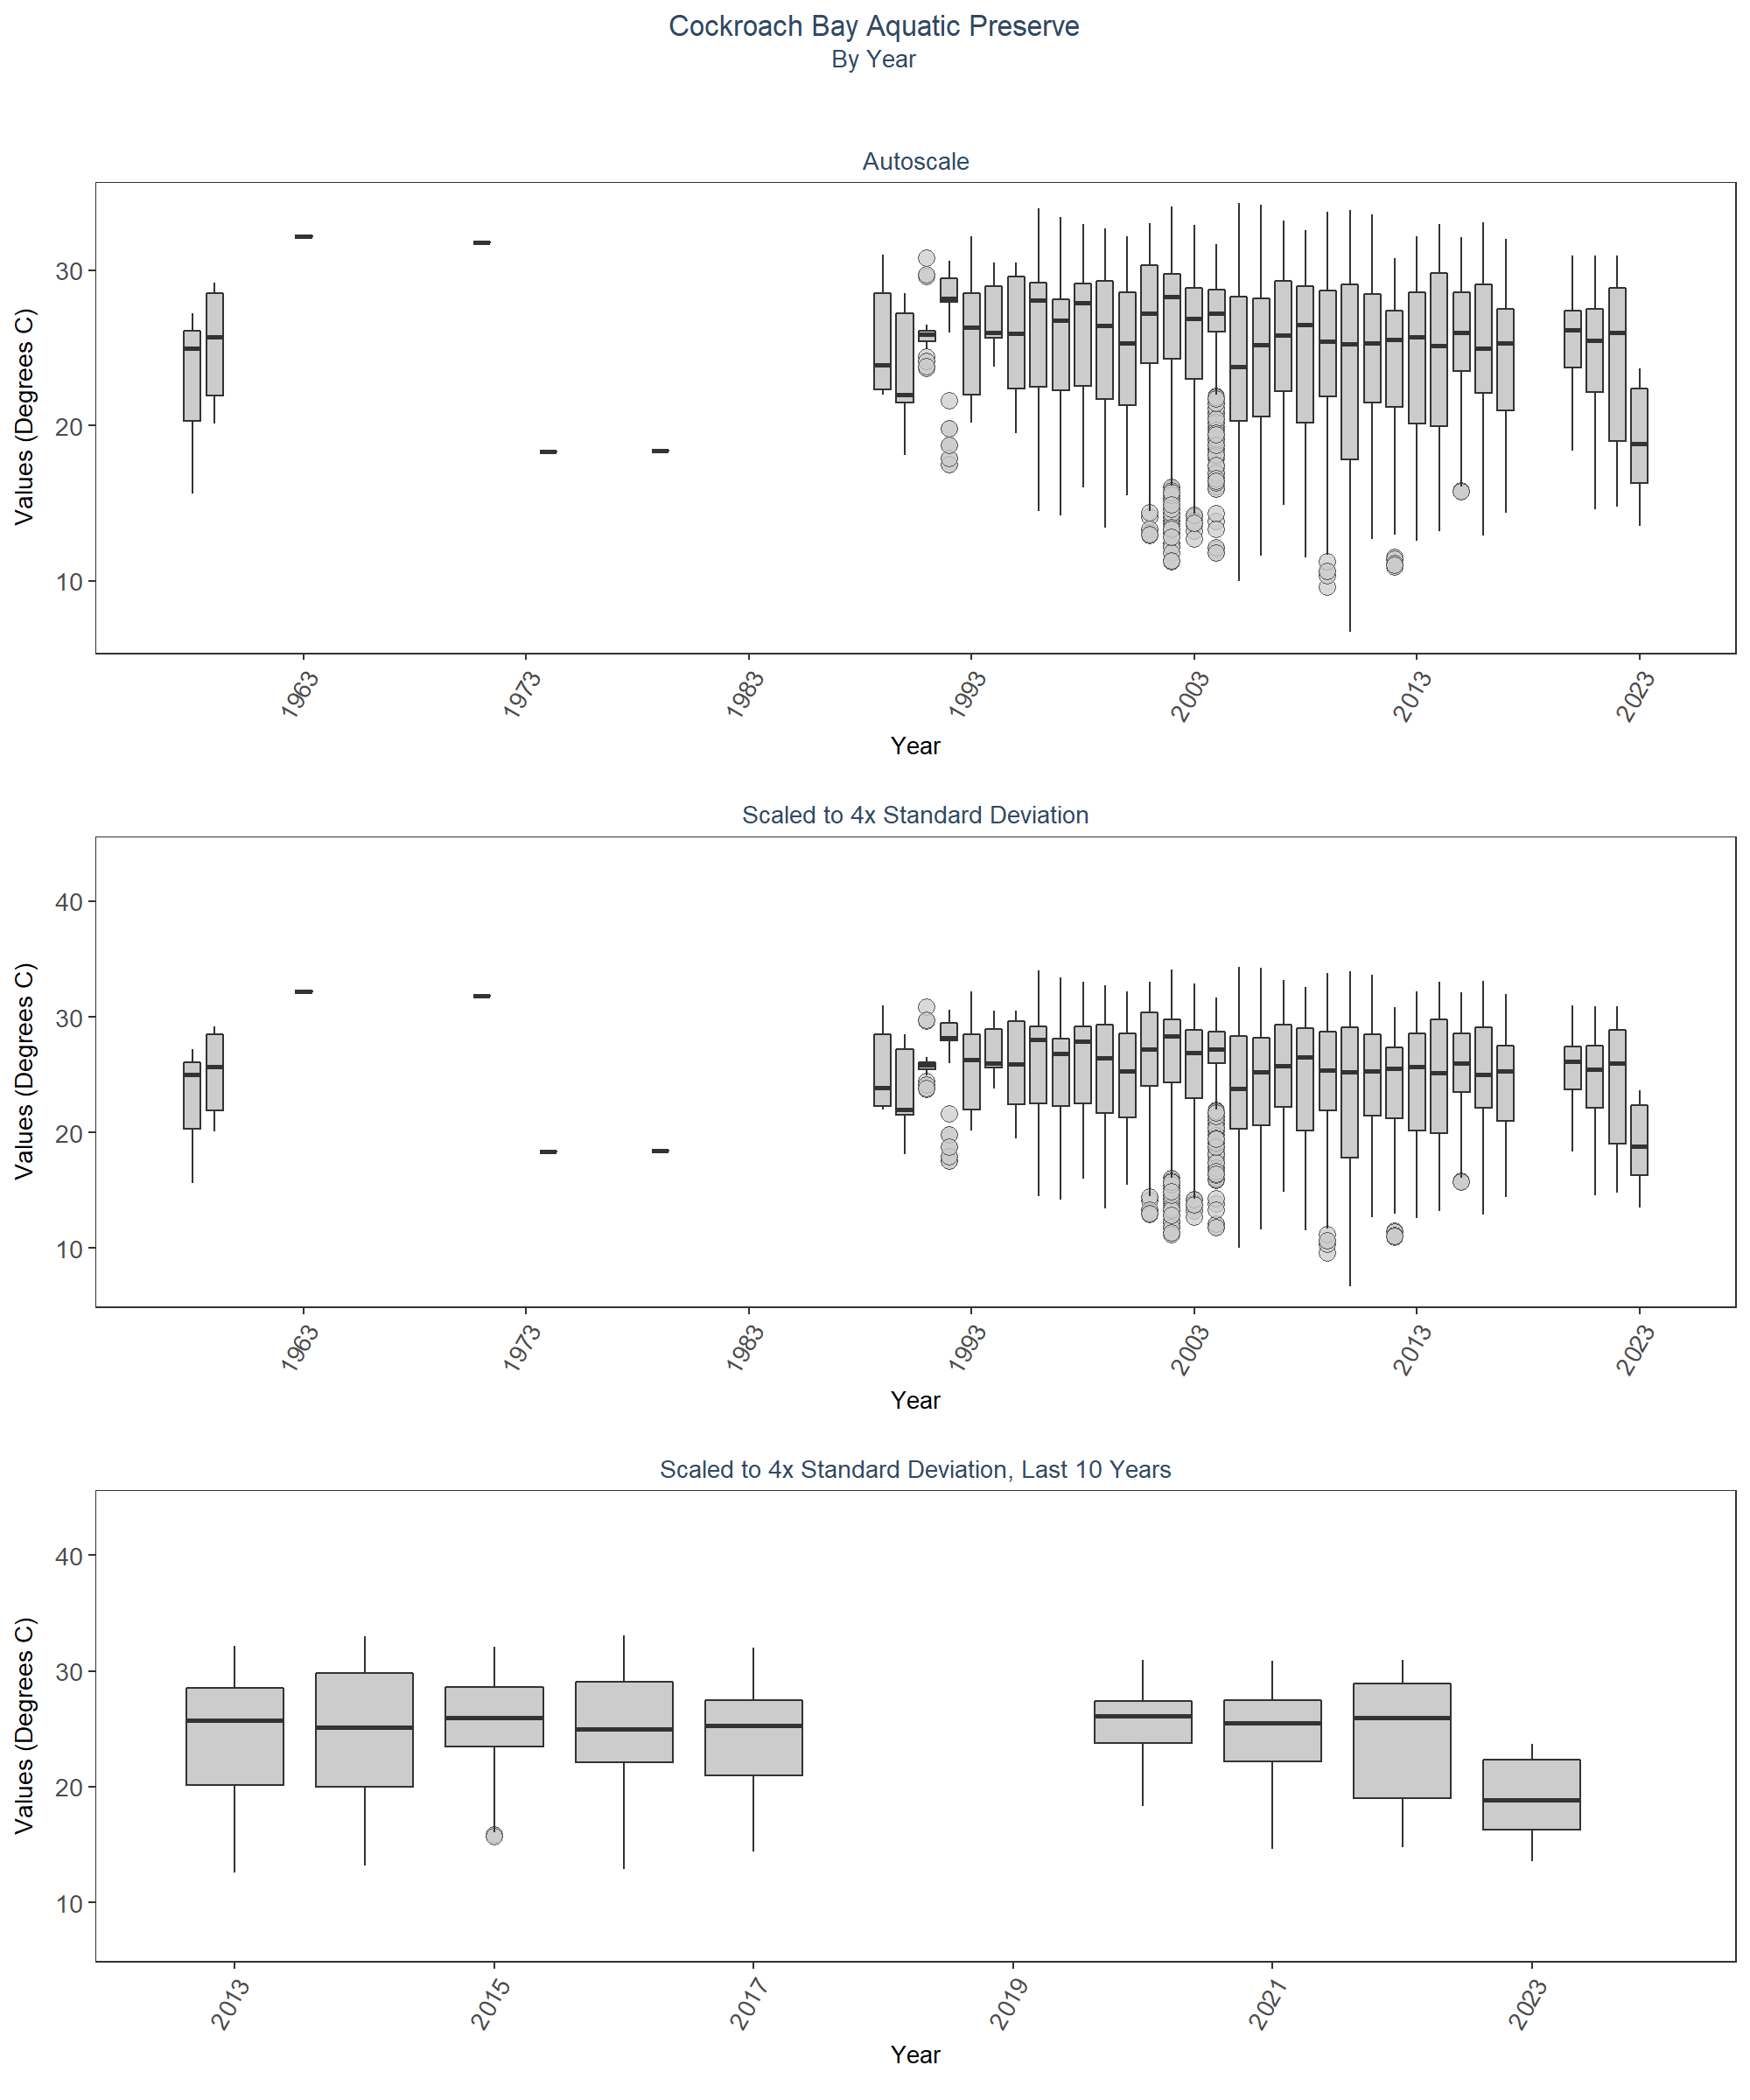 Cockroach Bay Aquatic Preserve
By Year
Autoscale
Values (Degrees C)
30
20
10
1963
1973
1983
1993
2003
2013
2023
Year
Scaled to 4x Standard Deviation
Values (Degrees C)
40
30
20
10
1963
1973
1983
1993
2003
2013
2023
Year
Scaled to 4x Standard Deviation, Last 10 Years
Values (Degrees C)
40
30
20
10
2013
2015
2017
2019
2021
2023
Year